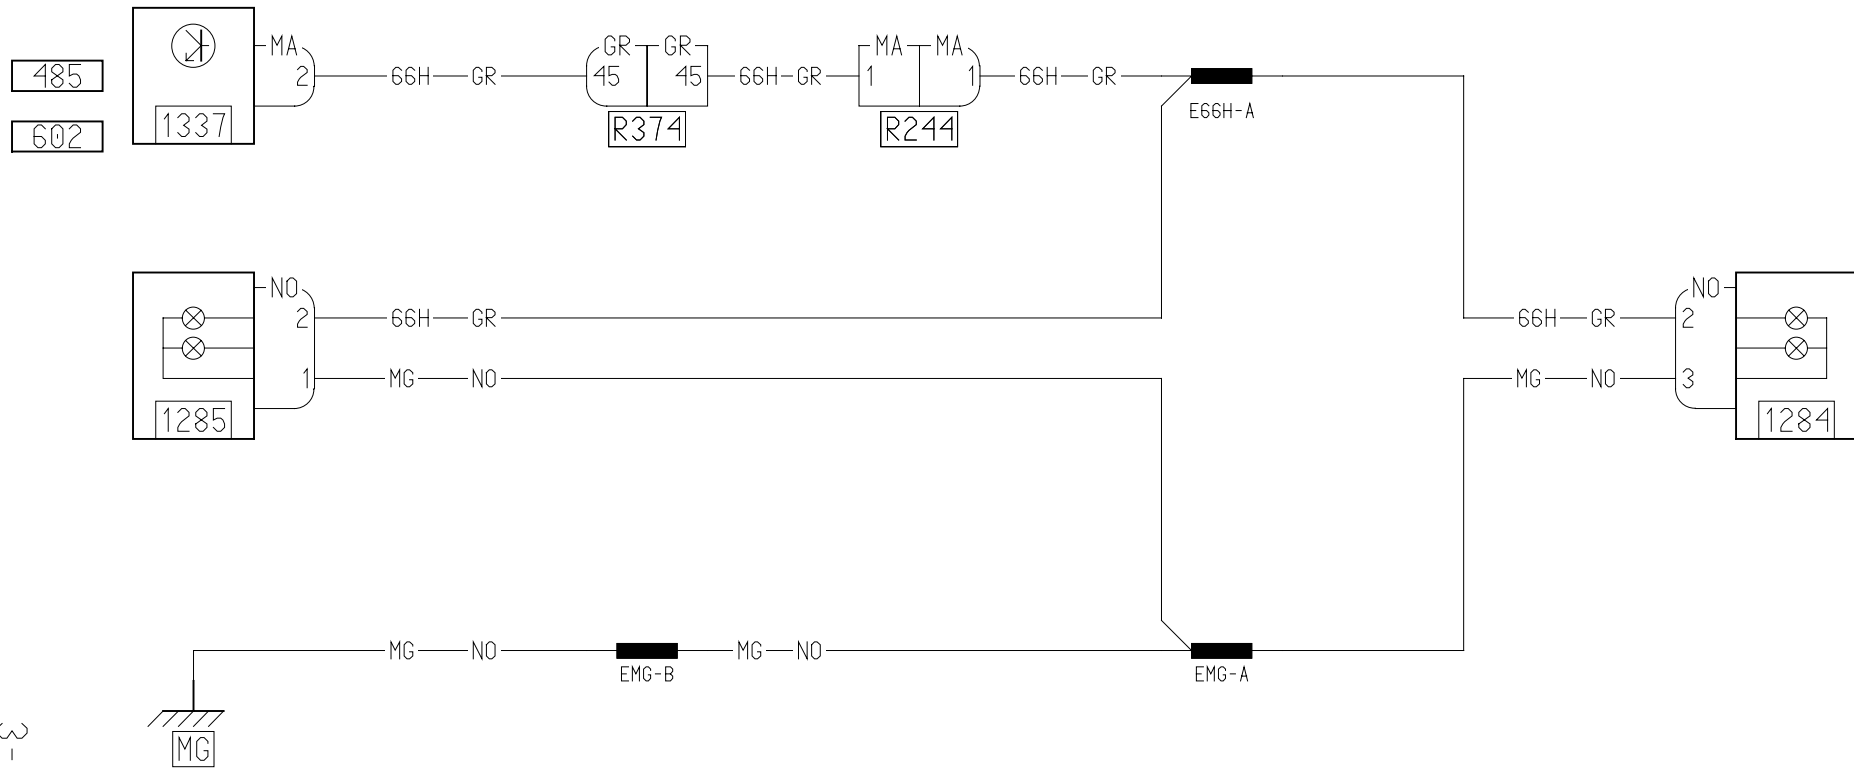 MA GR GR MA MA
485 2 66H GR 45 45 66H GR 1 1 66H GR
E66H-A
602 1337 R374 R244
NO NO
2 66H GR 66H GR 2
1 MG NO MG NO 3
1285 1284
MG NO MG NO
EMG-B EMG-A
3-
MG